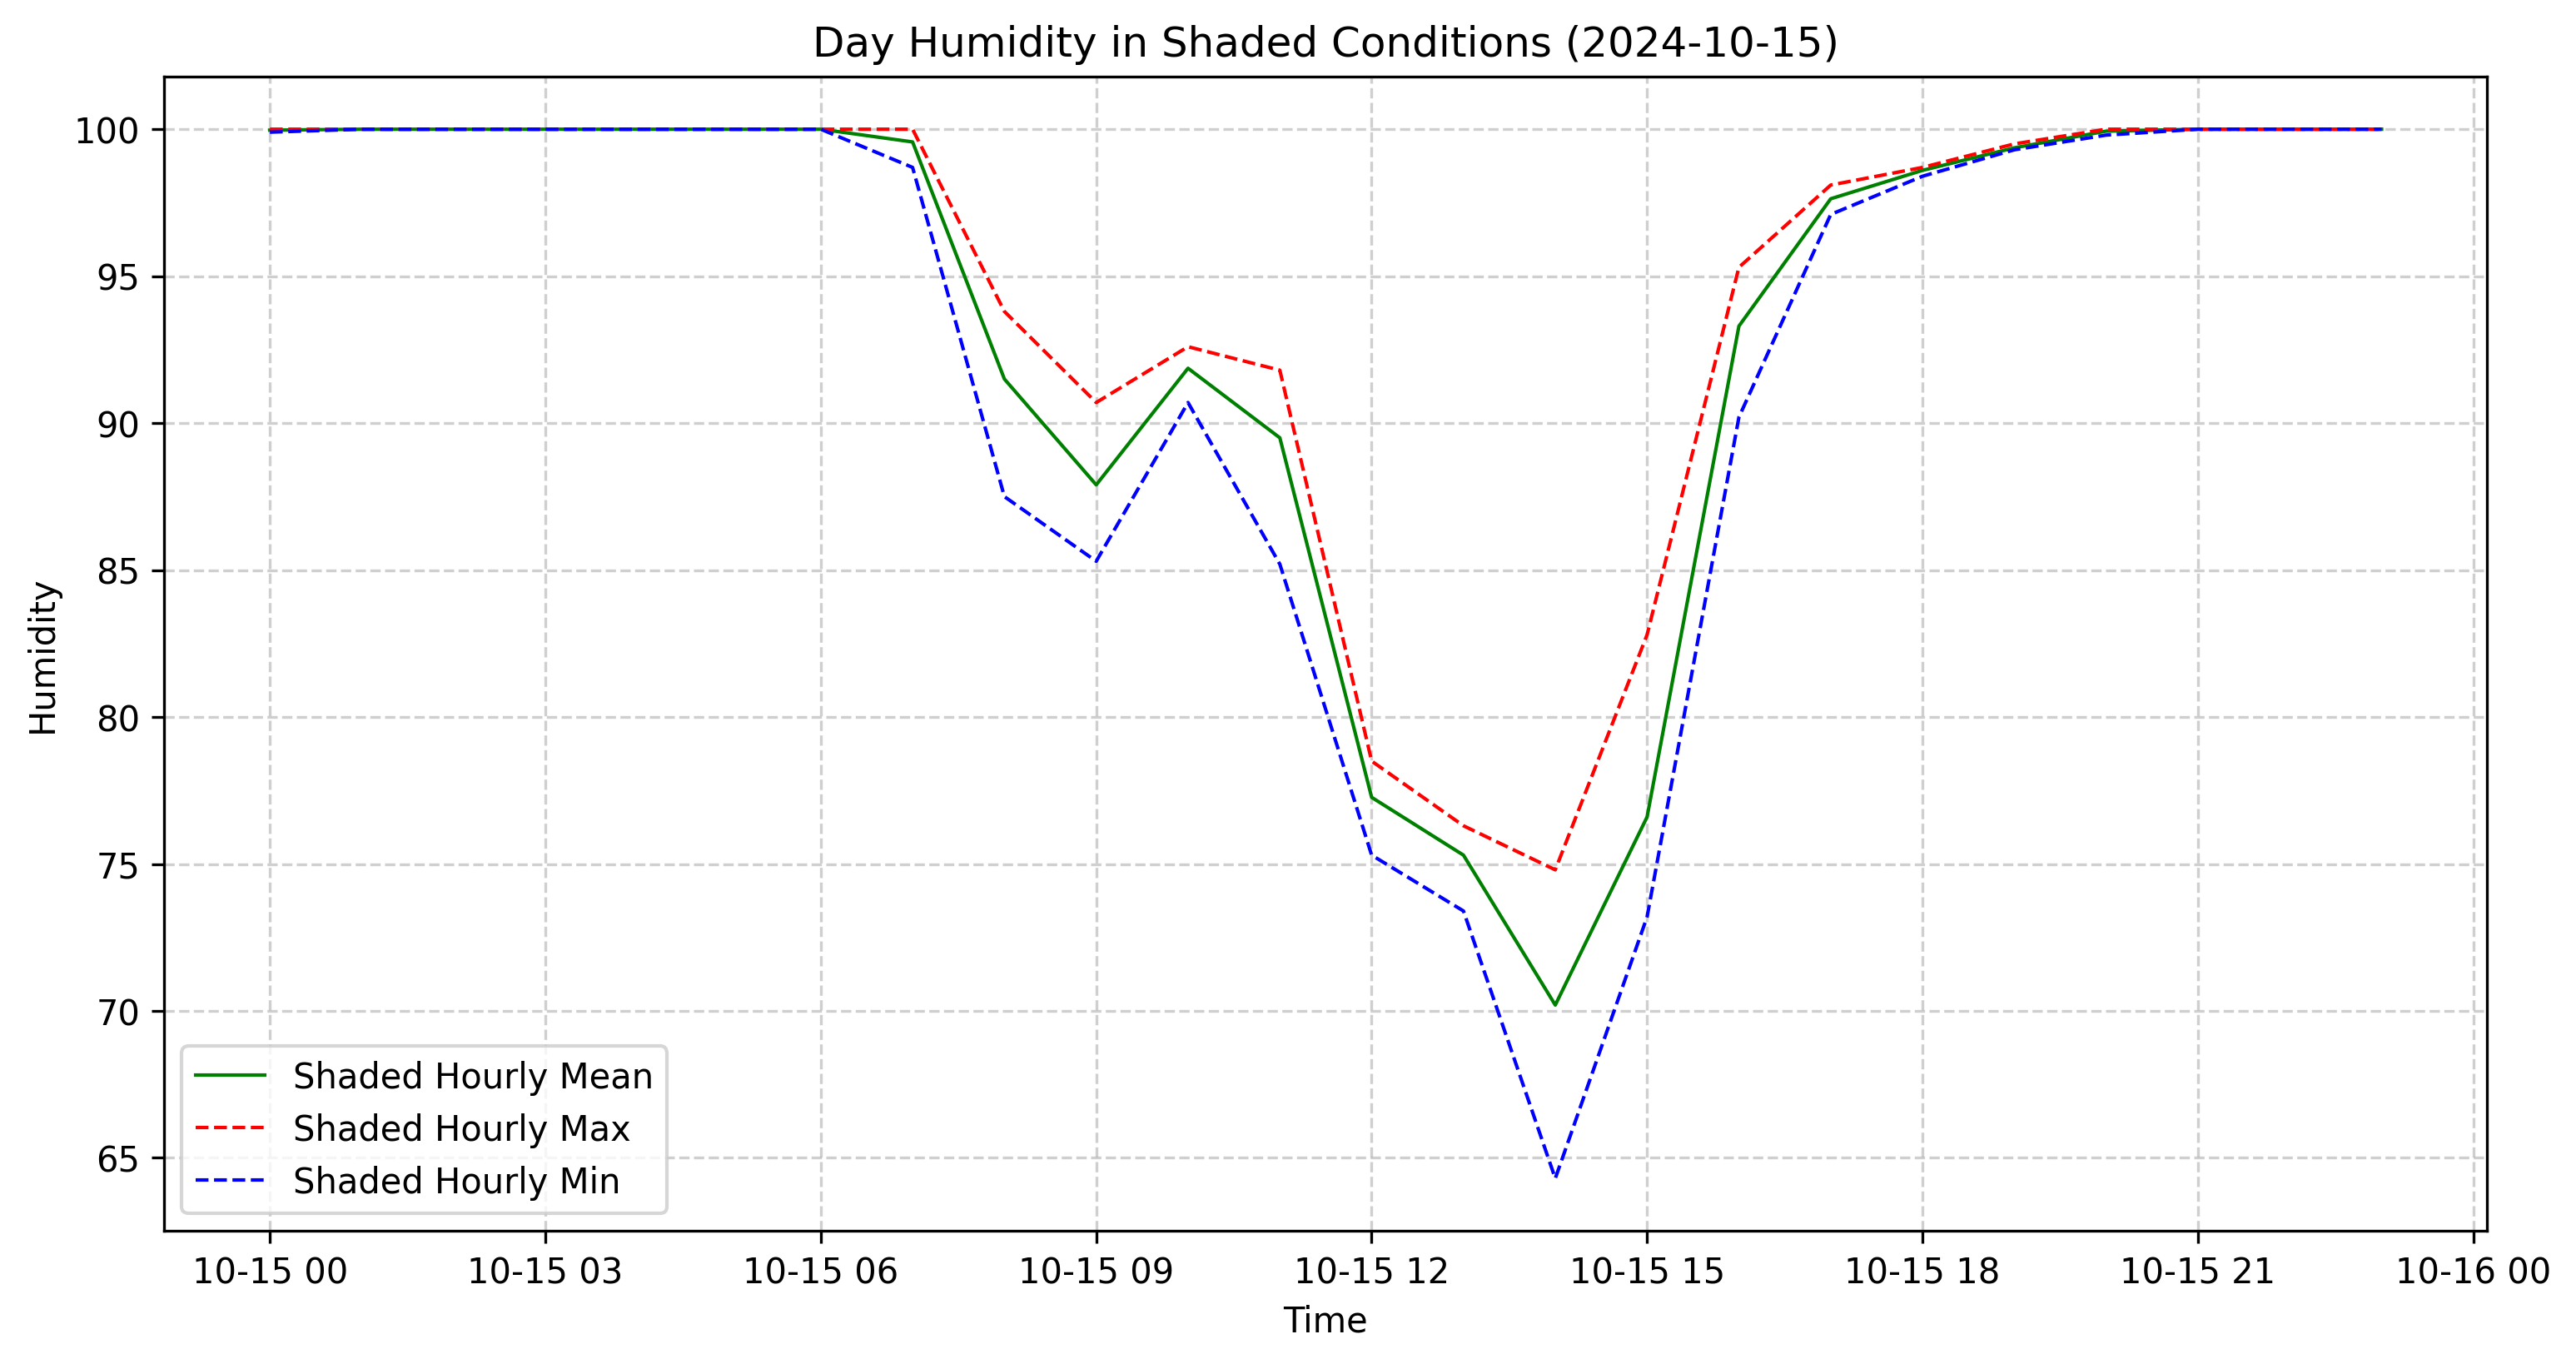 Day Humidity in Shaded Conditions (2024-10-15)
Humidity
100
95
90
85
80
75
70
65
Shaded Hourly Mean
Shaded Hourly Max
Shaded Hourly Min
10-15 00 10-15 03 10-15 06 10-15 09 10-15 12 10-15 15 10-15 18 10-15 21 10-16 00
Time